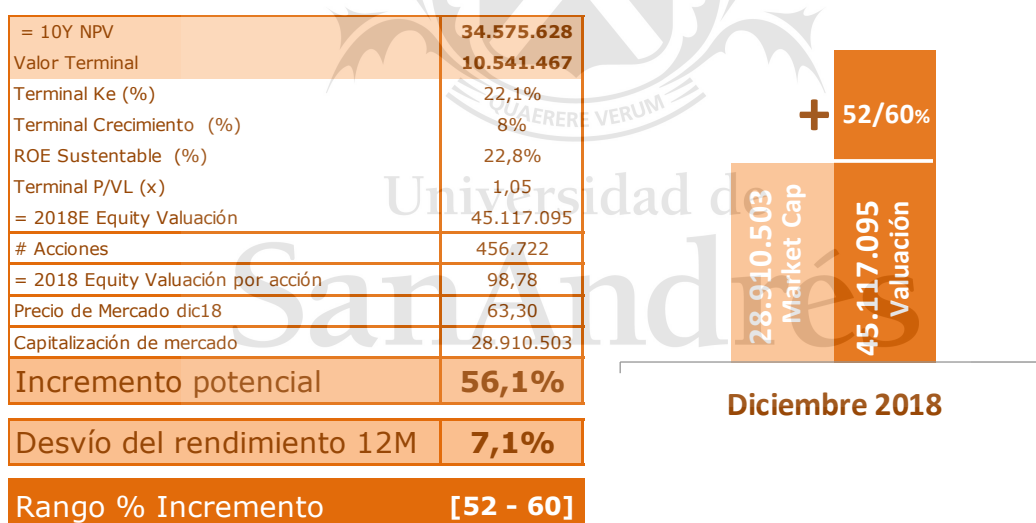 = 10Y NPV 34.575.628
Valor Terminal 10.541.467
Terminal Ke (%) 22,1%
Terminal Crecimiento (%) 8%
ROE Sustentable (%) 22,8%
Terminal P/VL (x) 1,05
= 2018E Equity Valuación 45.117.095
# Acciones 456.722
= 2018 Equity Valuación por acción 98,78
Precio de Mercado dic18 63,30
Capitalización de mercado 28.910.503
Incremento potencial 56,1%
Desvío del rendimiento 12M 7,1%
Rango % Incremento [52 - 60]
+ 52/60%
28.910.503
Market Cap
45.117.095
Valuación
Diciembre 2018
QUAERERE VERUM
Universidad de
SanAndrés